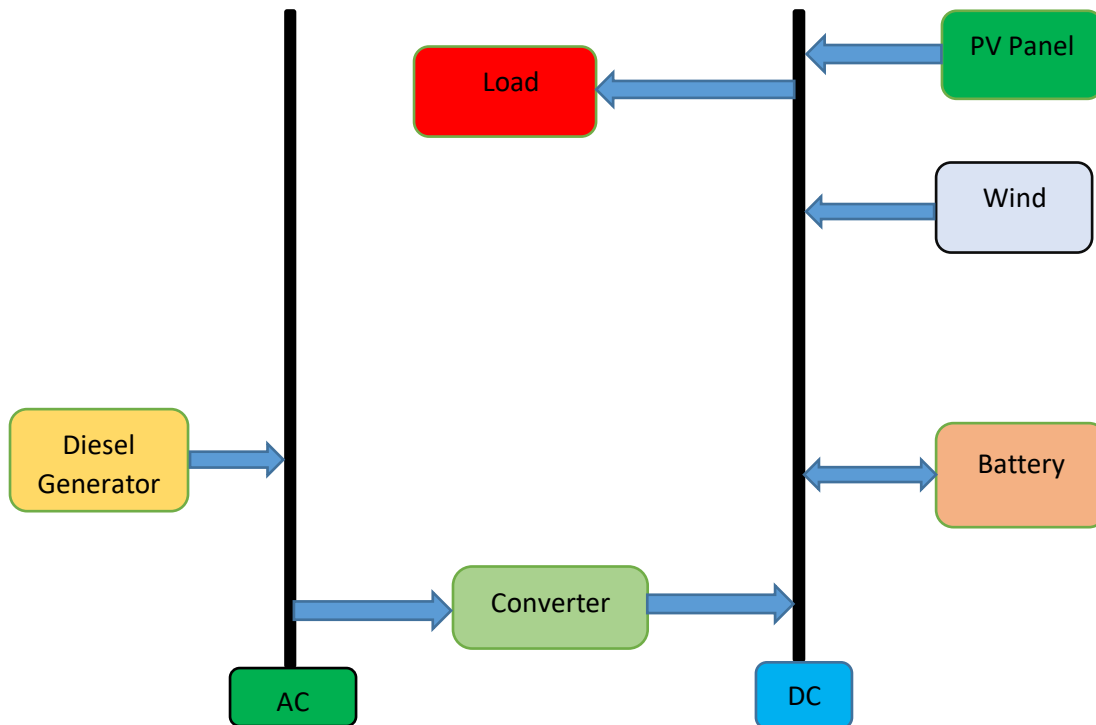 PV Panel
Load
Wind
Diesel
Generator
Battery
Converter
AC
DC